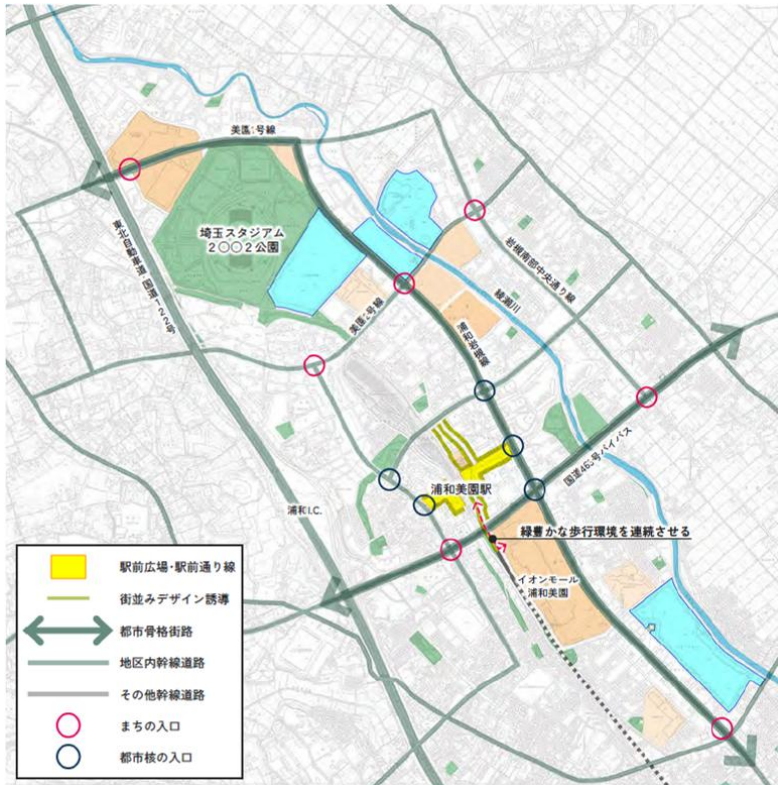 美園1号線
埼玉スタジアム
2○○2公園
東北自動車道・国道122号
美園2号線
岩槻南部中央通り線
綾瀬川
浦和岩槻線
国道463号バイパス
浦和美園駅
浦和I.C.
緑豊かな歩行環境を連続させる
イオンモール
浦和美園
駅前広場・駅前通り線
街並みデザイン誘導
都市骨格街路
地区内幹線道路
その他幹線道路
まちの入口
都市核の入口